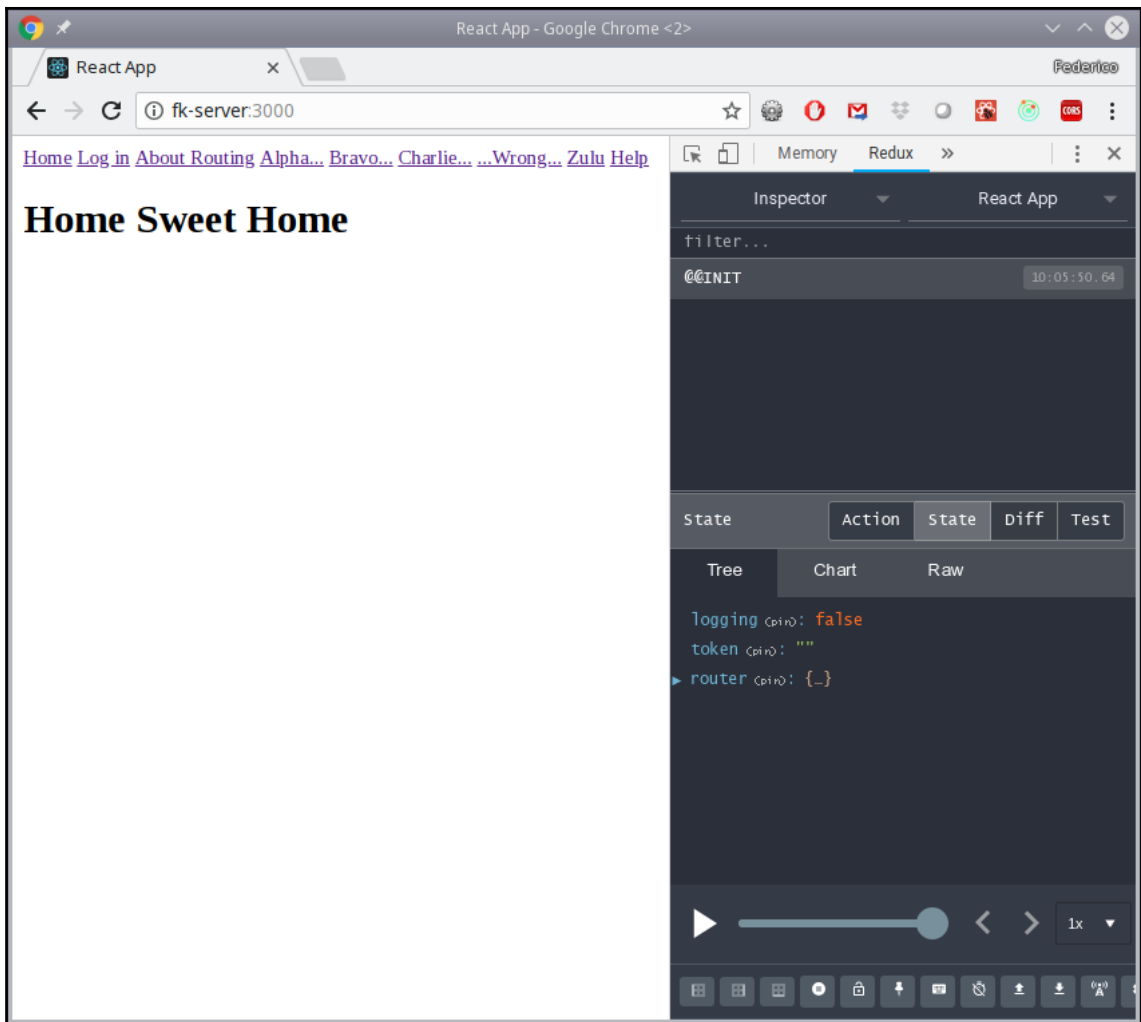 React App - Google Chrome <2>
React App
Federico
fk-server:3000
CORS
Home Log in About Routing Alpha... Bravo... Charlie... ...Wrong... Zulu Help
Home Sweet Home
Memory Redux »
Inspector React App
filter...
@@INIT 10:05:50.64
State Action State Diff Test
Tree Chart Raw
logging (pin): false
token (pin): ""
router (pin): {…}
1x